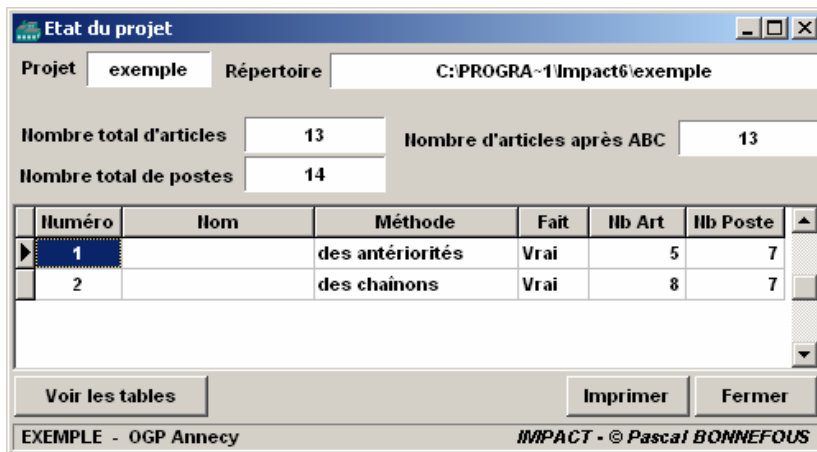 Etat du projet
Projet exemple Répertoire C:\PROGRA~1\Impact6\exemple
Nombre total d'articles 13 Nombre d'articles après ABC 13
Nombre total de postes 14
Numéro Nom Méthode Fait Nb Art Nb Poste
1 des antériorités Vrai 5 7
2 des chaînons Vrai 8 7
Voir les tables Imprimer Fermer
EXEMPLE - OGP Annecy IMPACT - © Pascal BONNEFOUS